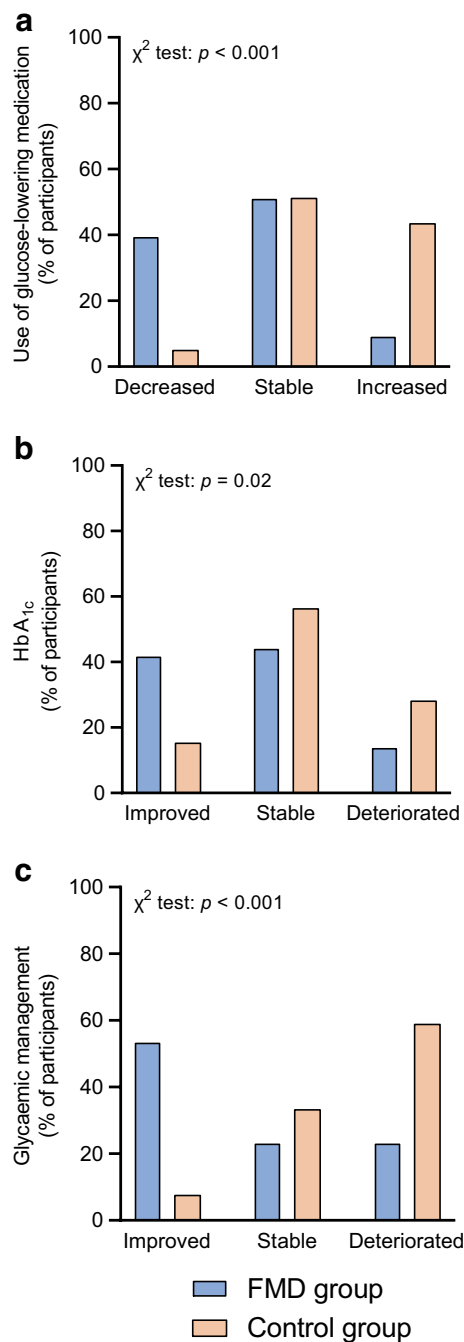 a
χ² test: p < 0.001
Use of glucose-lowering medication
(% of participants)
100
80
60
40
20
0
Decreased Stable Increased
b
χ² test: p = 0.02
HbA1c
(% of participants)
100
80
60
40
20
0
Improved Stable Deteriorated
c
χ² test: p < 0.001
Glycaemic management
(% of participants)
100
80
60
40
20
0
Improved Stable Deteriorated
FMD group
Control group